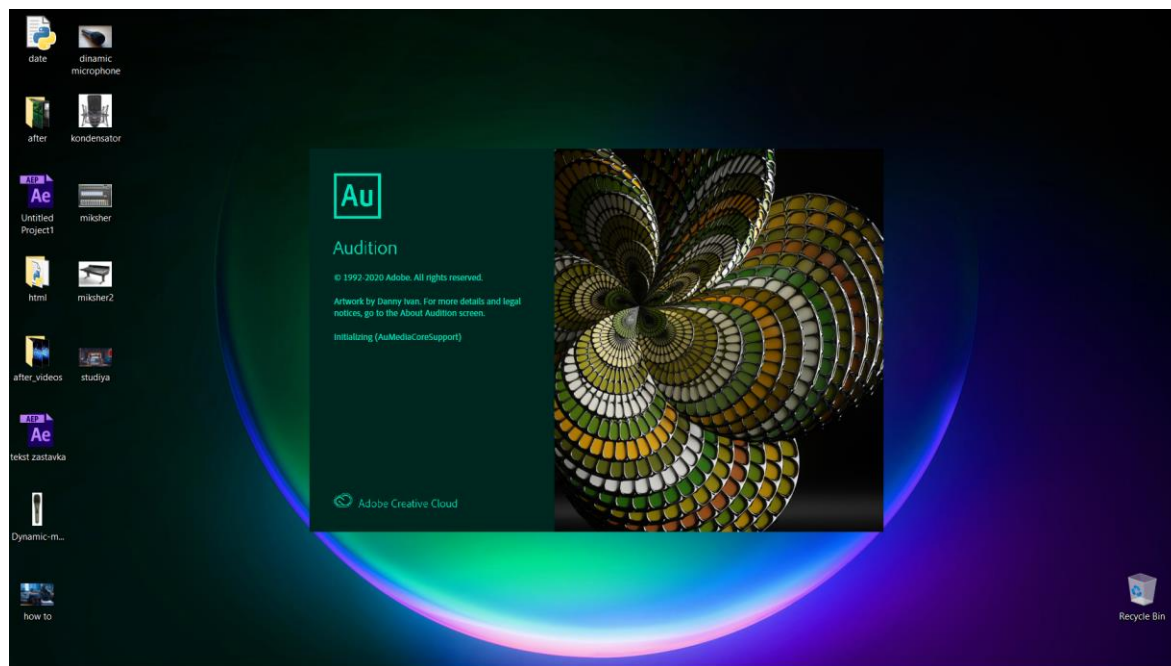 date
dinamic
microphone
after
kondensator
AEP
Ae
Untitled
Project1
miksher
html
miksher2
after_videos
studiya
AEP
Ae
tekst zastavka
Dynamic-m...
how to
Au
Audition
© 1992-2020 Adobe. All rights reserved.
Artwork by Danny Ivan. For more details and legal
notices, go to the About Audition screen.
Initializing (AuMediaCoreSupport)
Adobe Creative Cloud
Recycle Bin